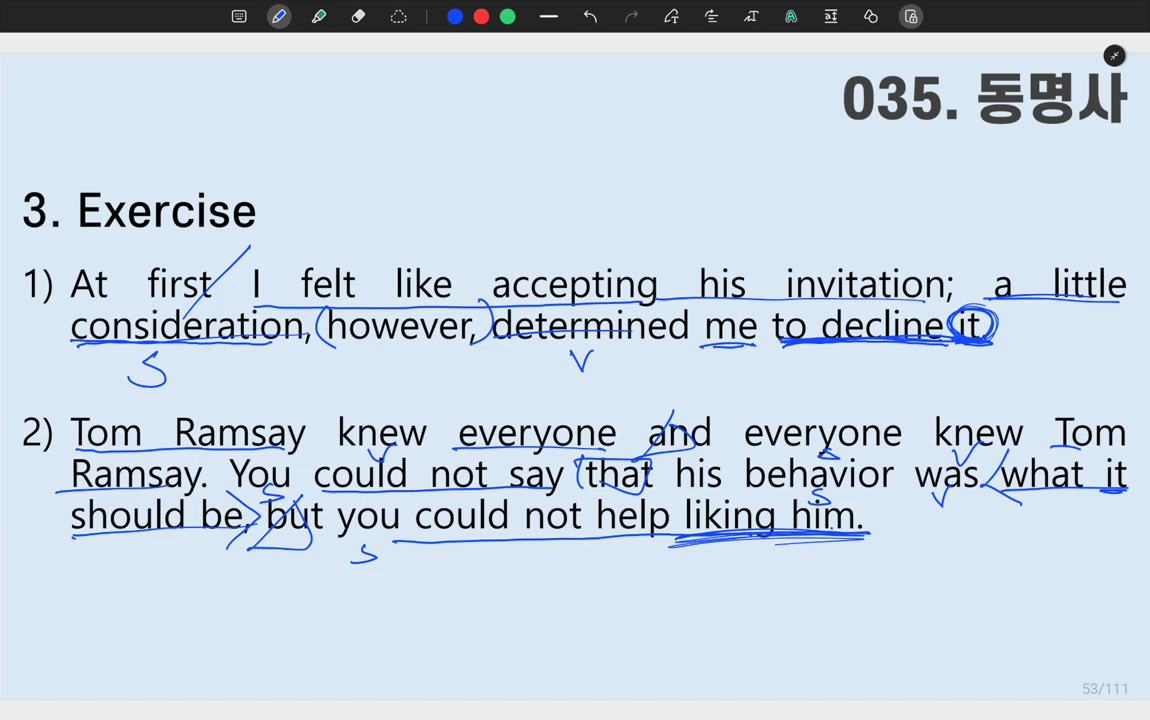 035. 동명사
3. Exercise
1) At first I felt like accepting his invitation; a little
consideration, (however,) determined me to decline it.
S V
2) Tom Ramsay knew everyone and everyone knew Tom
V S V
Ramsay. You could not say (that his behavior was what it
S S V
should be, but you could not help liking him.
S
53/111